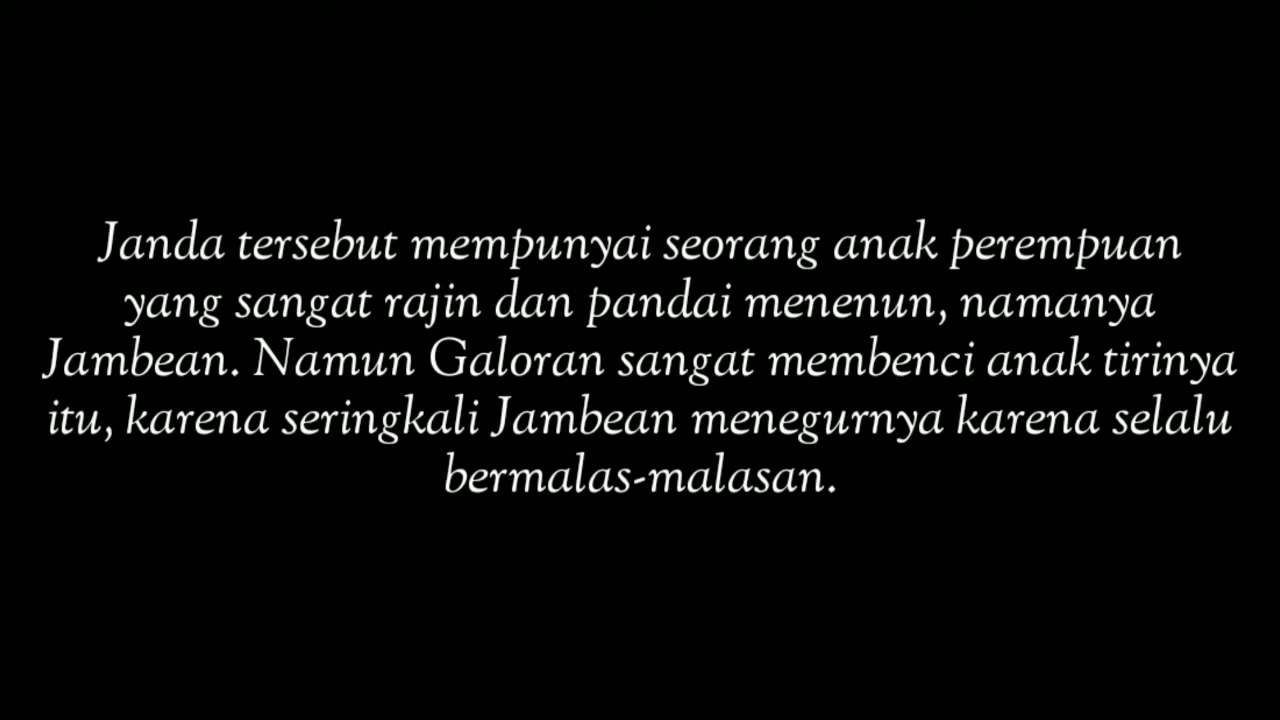 Janda tersebut mempunyai seorang anak perempuan
yang sangat rajin dan pandai menenun, namanya
Jambean. Namun Galoran sangat membenci anak tirinya
itu, karena seringkali Jambean menegurnya karena selalu
bermalas-malasan.